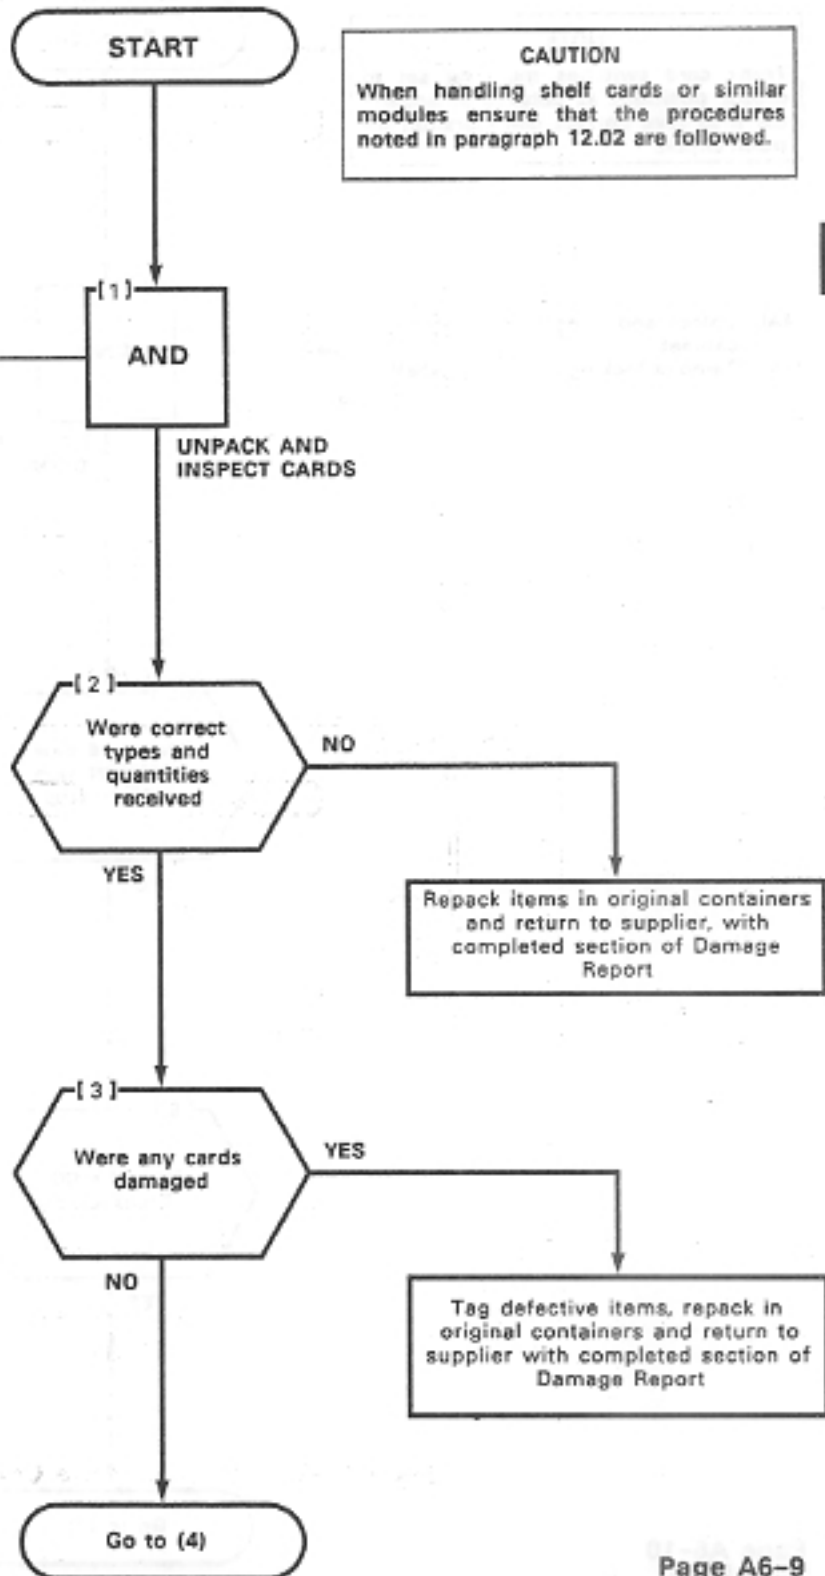 START
CAUTION
When handling shelf cards or similar
modules ensure that the procedures
noted in paragraph 12.02 are followed.
[1]
AND
UNPACK AND
INSPECT CARDS
[2]
Were correct
types and
quantities
received
NO
YES
Repack items in original containers
and return to supplier, with
completed section of Damage
Report
[3]
Were any cards
damaged
YES
NO
Tag defective items, repack in
original containers and return to
supplier with completed section of
Damage Report
Go to (4)
Page A6-9